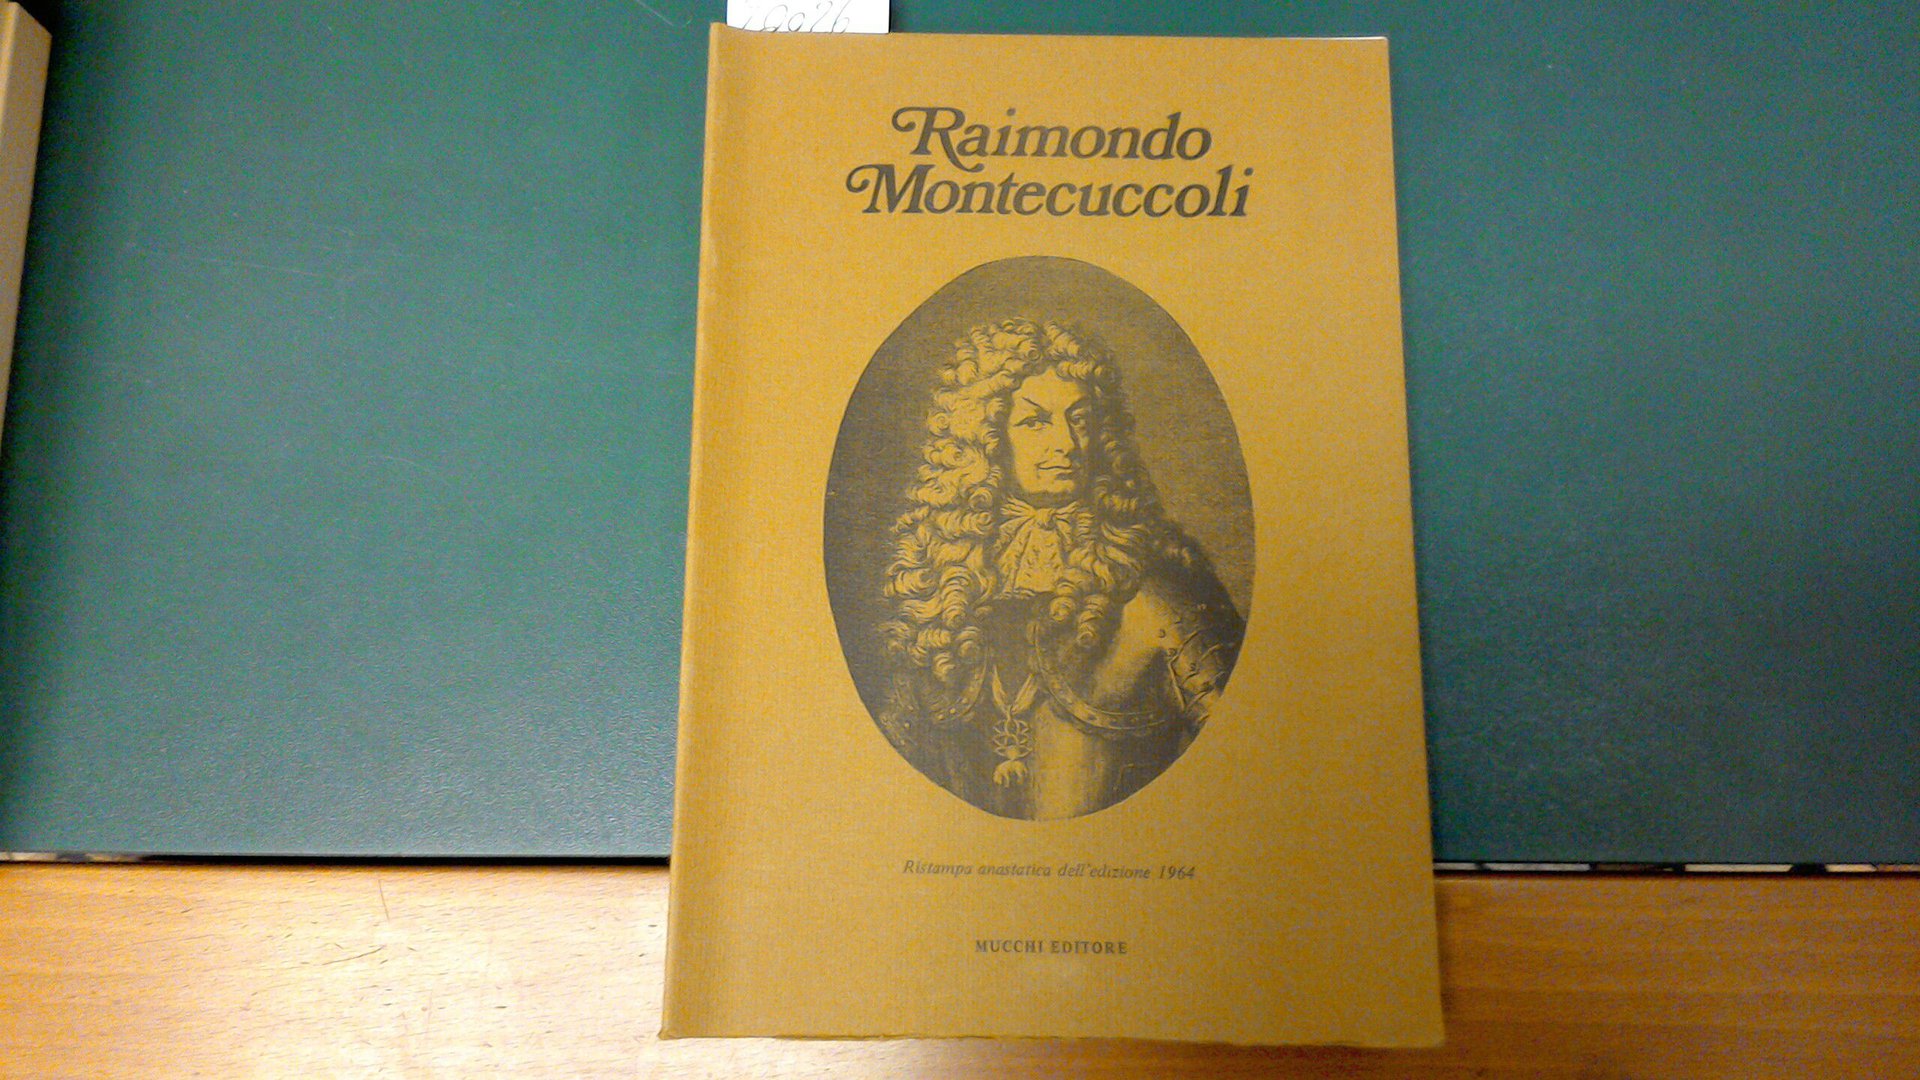 Raimondo
Montecuccoli
Ristampa anastatica dell'edizione 1964
MUCCHI EDITORE